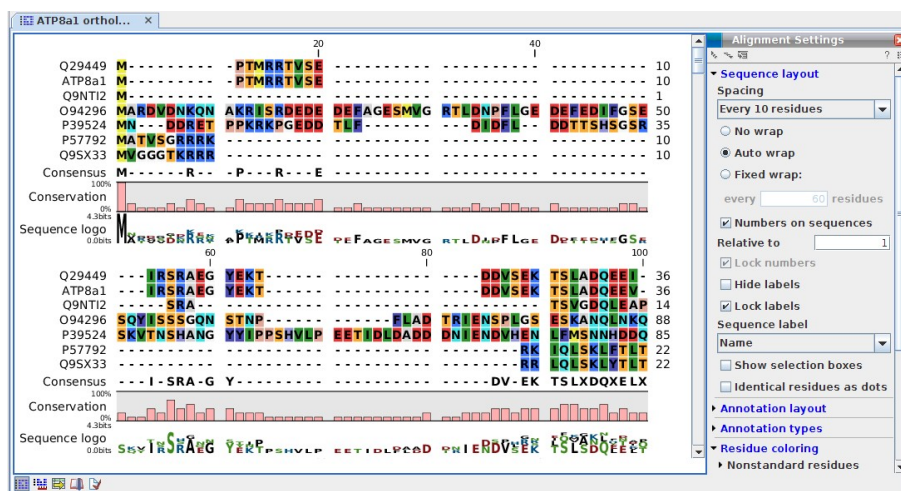 ATP8a1 orthol... ×
20 40
Q29449 M--------- --PTMRRTVSE ---------- ---------- ---------- 10
ATP8a1 M--------- --PTMRRTVSE ---------- ---------- ---------- 10
Q9NTI2 M--------- ---------- ---------- ---------- ---------- 1
O94296 MARDVDNKQN AKRISRDEDE DEFAGESMVG RTLDNPFLGE DEFEDIFGSE 50
P39524 MN--DDRET PPKRKPGEDD TLF------- ---DIDFL-- DDTTSHSGSR 35
P57792 MATVSGRRRK ---------- ---------- ---------- ---------- 10
Q9SX33 MVGGGTKRRR ---------- ---------- ---------- ---------- 10
Consensus M------R-- --P---R---E ---------- ---------- ----------
100%
Conservation
0%
4.3bits
Sequence logo
0.0bits
60 80 100
Q29449 ---IRSRAEG YEKT------ ---------- ----DDVSEK TSLADQEEI- 36
ATP8a1 ---IRSRAEG YEKT------ ---------- ----DDVSEK TSLADQEEV- 36
Q9NTI2 -----SRA-- ---------- ---------- ---------- TSVGDQLEAP 14
O94296 SQYISSSGQN STNP------ ------FLAD TRIENSPLGS ESKANQLNKQ 88
P39524 SKVTNSHANG YYIPPSHVLP EETIDLDADD DNIENDVHEN LFMSNNHDDQ 85
P57792 ---------- ---------- ---------- --------RK IQLSKLFTLT 22
Q9SX33 ---------- ---------- ---------- --------RR LQLSKLYTLT 22
Consensus ---I-SRA-G Y--------- ---------- -----DV-EK TSLXDQXELX
100%
Conservation
0%
4.3bits
Sequence logo
0.0bits
Alignment Settings
?
Sequence layout
Spacing
Every 10 residues
No wrap
Auto wrap
Fixed wrap:
every 60 residues
Numbers on sequences
Relative to 1
Lock numbers
Hide labels
Lock labels
Sequence label
Name
Show selection boxes
Identical residues as dots
Annotation layout
Annotation types
Residue coloring
Nonstandard residues